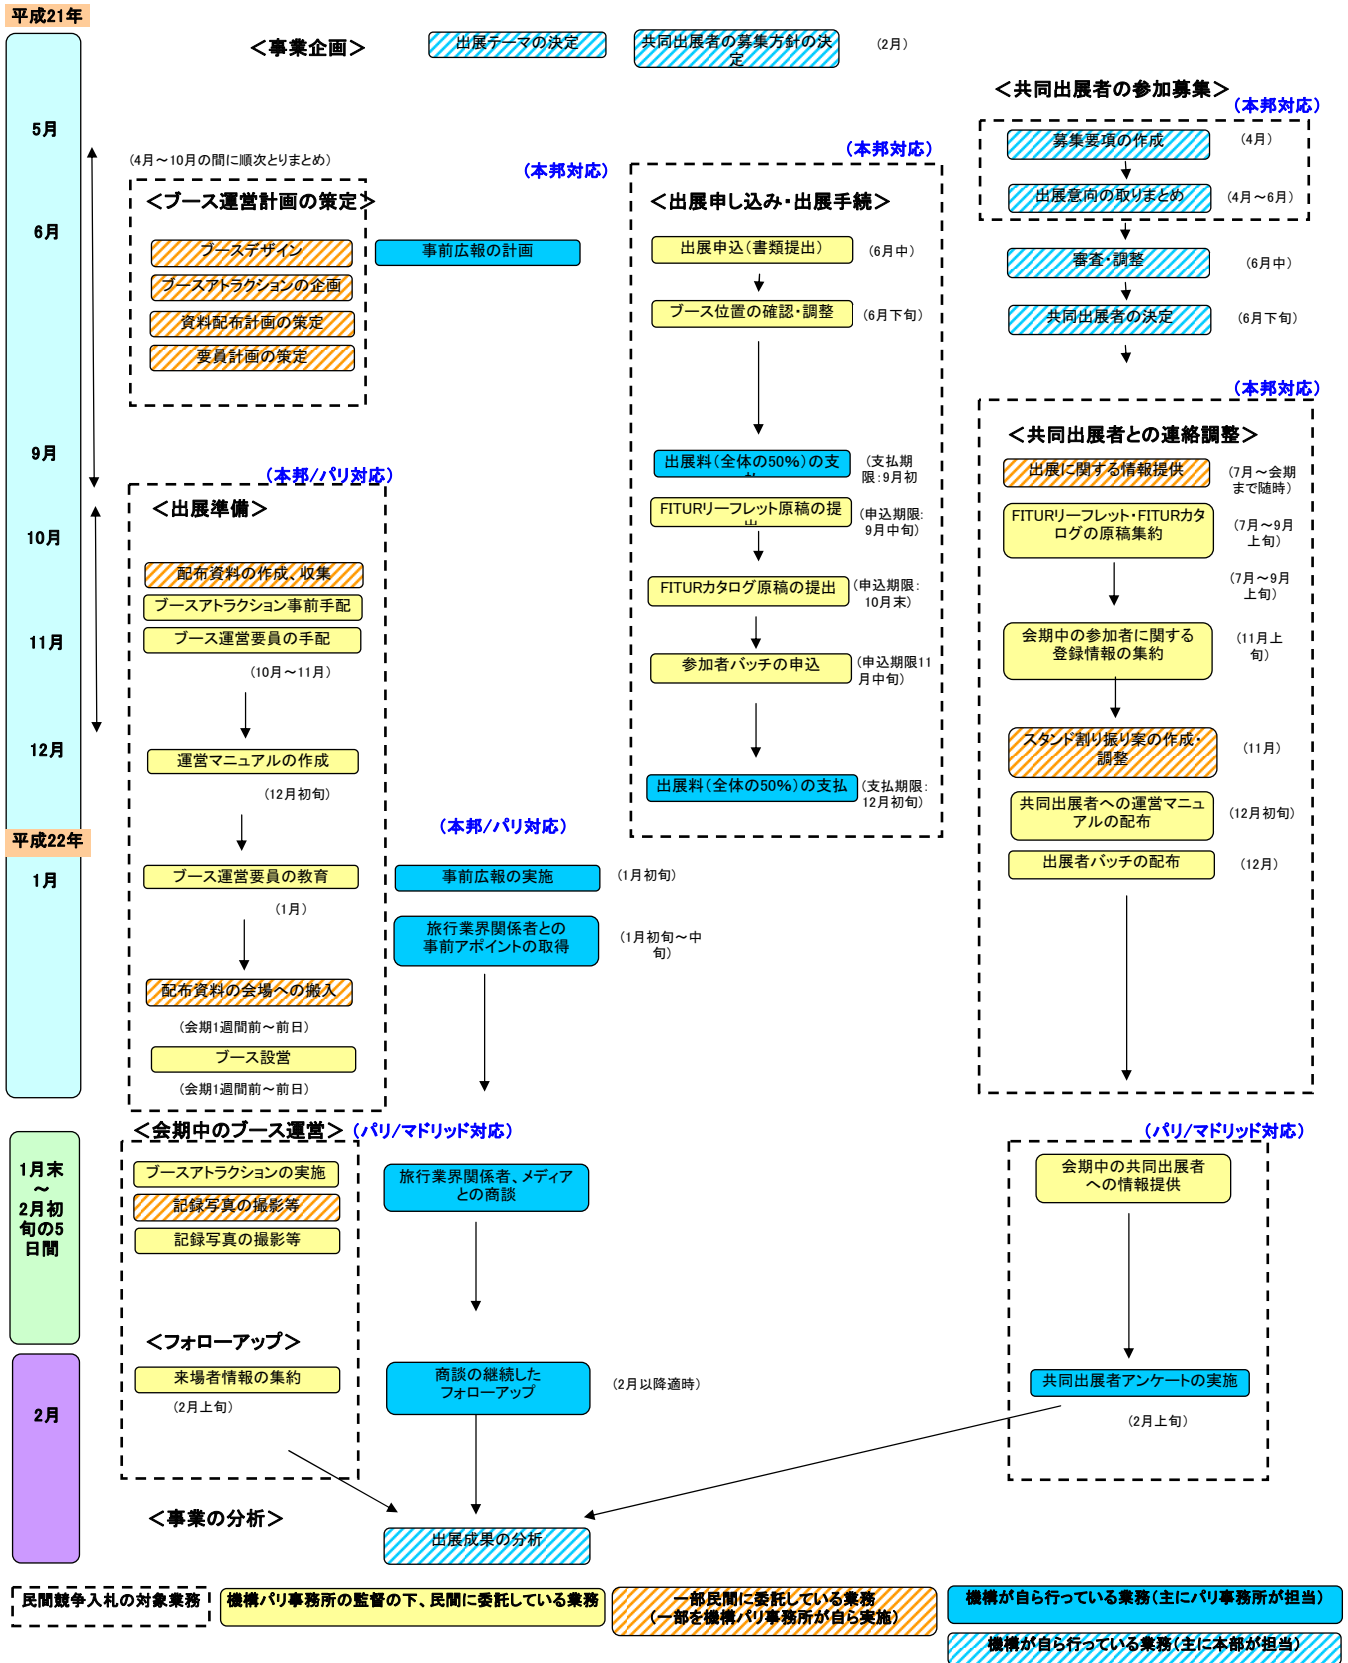 平成21年
＜事業企画＞
出展テーマの決定
共同出展者の募集方針の決
定
(2月)
＜共同出展者の参加募集＞
(本邦対応)
5月
募集要項の作成
(4月)
出展意向の取りまとめ
(4月～6月)
審査・調整
(6月中)
共同出展者の決定
(6月下旬)
(4月～10月の間に順次とりまとめ)
(本邦対応)
＜ブース運営計画の策定＞
6月
ブースデザイン
事前広報の計画
ブースアトラクションの企画
資料配布計画の策定
要員計画の策定
(本邦対応)
＜出展申し込み・出展手続＞
出展申込(書類提出)
(6月中)
ブース位置の確認・調整
(6月下旬)
出展料(全体の50%)の支
(支払期
限:9月初
FITURリーフレット原稿の提
(申込期限:
9月中旬)
FITURカタログ原稿の提出
(申込期限:
10月末)
参加者バッチの申込
(申込期限11
月中旬)
出展料(全体の50%)の支払
(支払期限:
12月初旬)
(本邦対応)
＜共同出展者との連絡調整＞
出展に関する情報提供
(7月～会期
まで随時)
FITURリーフレット・FITURカタ
ログの原稿集約
(7月～9月
上旬)
(7月～9月
上旬)
会期中の参加者に関する
登録情報の集約
(11月上
旬)
スタンド割り振り案の作成・
調整
(11月)
共同出展者への運営マニュ
アルの配布
(12月初旬)
出展者バッチの配布
(12月)
9月
(本邦/パリ対応)
＜出展準備＞
10月
配布資料の作成、収集
ブースアトラクション事前手配
11月
ブース運営要員の手配
(10月～11月)
12月
運営マニュアルの作成
(12月初旬)
平成22年
(本邦/パリ対応)
1月
ブース運営要員の教育
(1月)
事前広報の実施
(1月初旬)
旅行業界関係者との
事前アポイントの取得
(1月初旬～中
旬)
配布資料の会場への搬入
(会期1週間前～前日)
ブース設営
(会期1週間前～前日)
＜会期中のブース運営＞
(パリ/マドリッド対応)
(パリ/マドリッド対応)
1月末
～
2月初
旬の5
日間
ブースアトラクションの実施
記録写真の撮影等
記録写真の撮影等
旅行業界関係者、メディア
との商談
会期中の共同出展者
への情報提供
＜フォローアップ＞
来場者情報の集約
(2月上旬)
商談の継続した
フォローアップ
(2月以降適時)
共同出展者アンケートの実施
(2月上旬)
2月
＜事業の分析＞
出展成果の分析
民間競争入札の対象業務
機構パリ事務所の監督の下、民間に委託している業務
一部民間に委託している業務
(一部を機構パリ事務所が自ら実施)
機構が自ら行っている業務(主にパリ事務所が担当)
機構が自ら行っている業務(主に本部が担当)